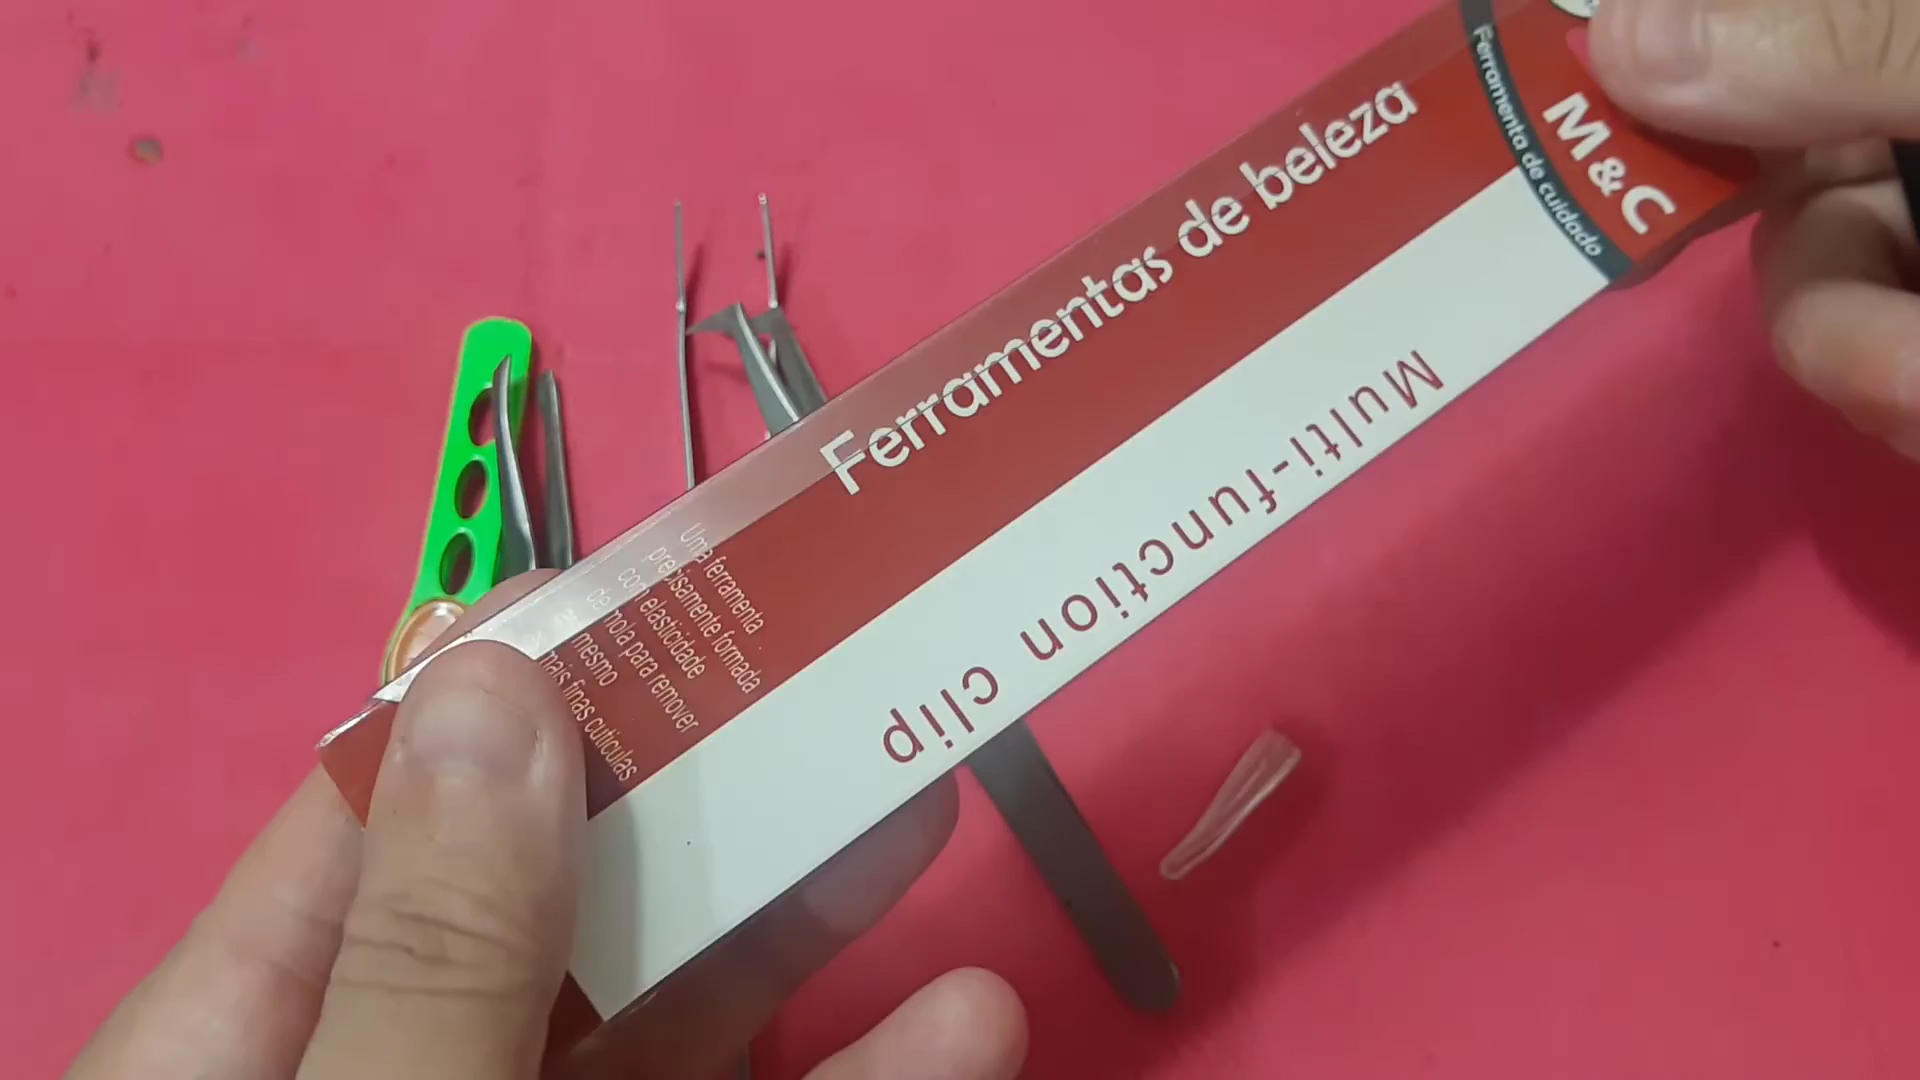 Ferramentas de beleza
M&C
Ferramenta de cuidado
Uma ferramenta
precisamente formada
com elasticidade
de mola para remover
mesmo
mais finas cutículas
Multi-function clip